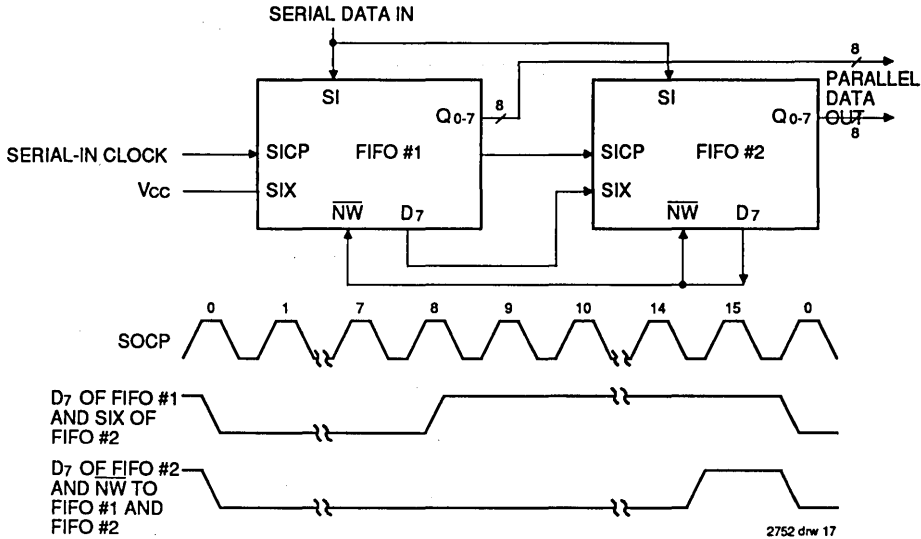 SERIAL DATA IN
8
PARALLEL
DATA
OUT
8
SI
Q0-7
8
SERIAL-IN CLOCK
SICP
FIFO #1
VCC
SIX
NW
D7
SI
Q0-7
SICP
FIFO #2
SIX
NW
D7
0 1 7 8 9 10 14 15 0
SOCP
D7 OF FIFO #1
AND SIX OF
FIFO #2
D7 OF FIFO #2
AND NW TO
FIFO #1 AND
FIFO #2
2752 drw 17